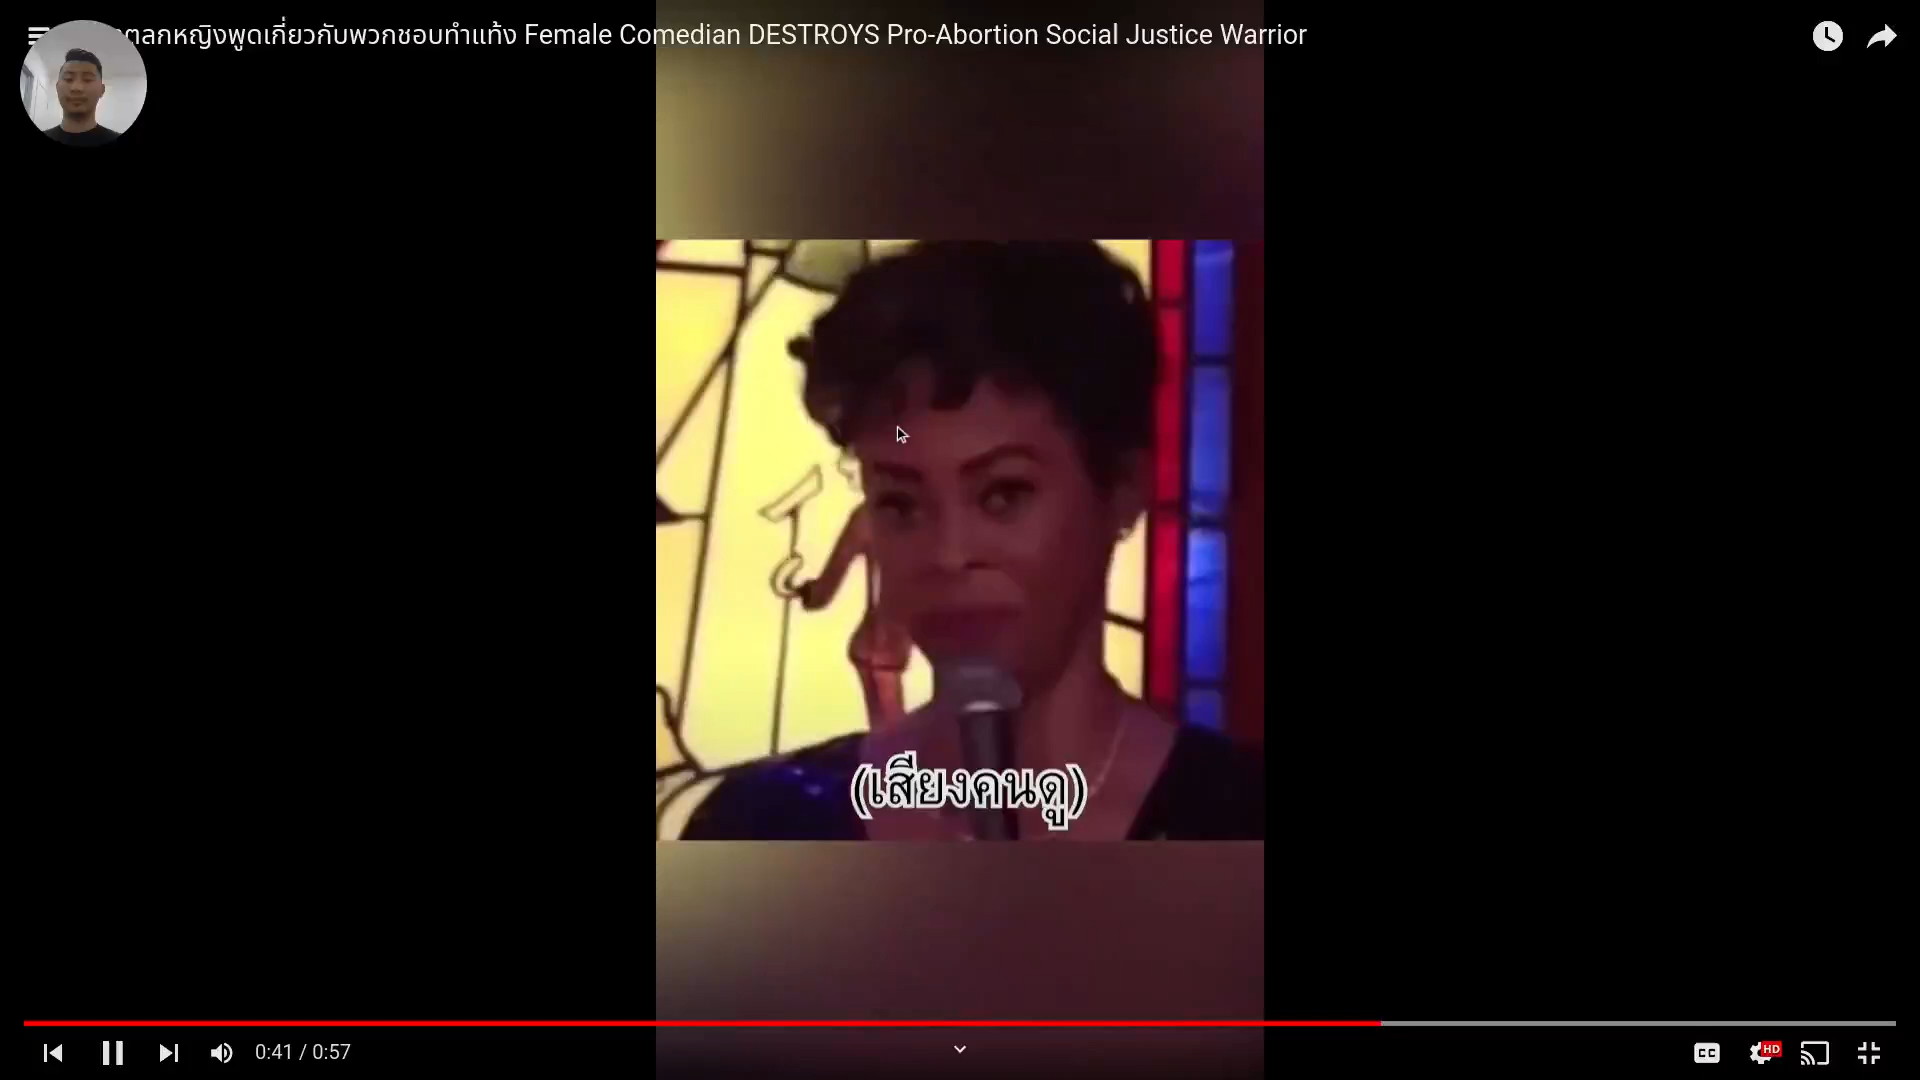 ตลกหญิงพูดเกี่ยวกับพวกชอบทำแท้ง Female Comedian DESTROYS Pro-Abortion Social Justice Warrior
(เสียงคนดู)
0:41 / 0:57
CC
HD